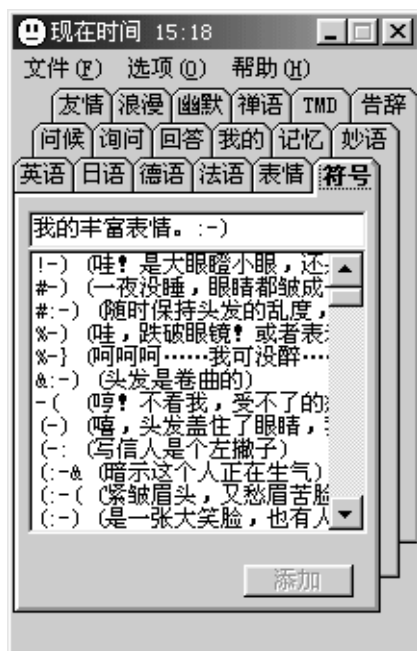 现在时间 15:18
文件(F) 选项(O) 帮助(H)
友情 浪漫 幽默 禅语 TMD 告辞
问候 询问 回答 我的 记忆 妙语
英语 日语 德语 法语 表情 符号
我的丰富表情。:-)
!-) (哇!是大眼瞪小眼,还
#-) (一夜没睡,眼睛都皱成
#:-) (随时保持头发的乱度,
%-) (哇,跌破眼镜!或者表
%-} (呵呵呵……我可没醉…
&:-) (头发是卷曲的)
-( (哼!不看我,受不了的
(-) (嘻,头发盖住了眼睛,
(-: (写信人是个左撇子)
(:-& (暗示这个人正在生气)
(:-( (紧皱眉头,又愁眉苦脸
(:-) (是一张大笑脸,也有人
添加